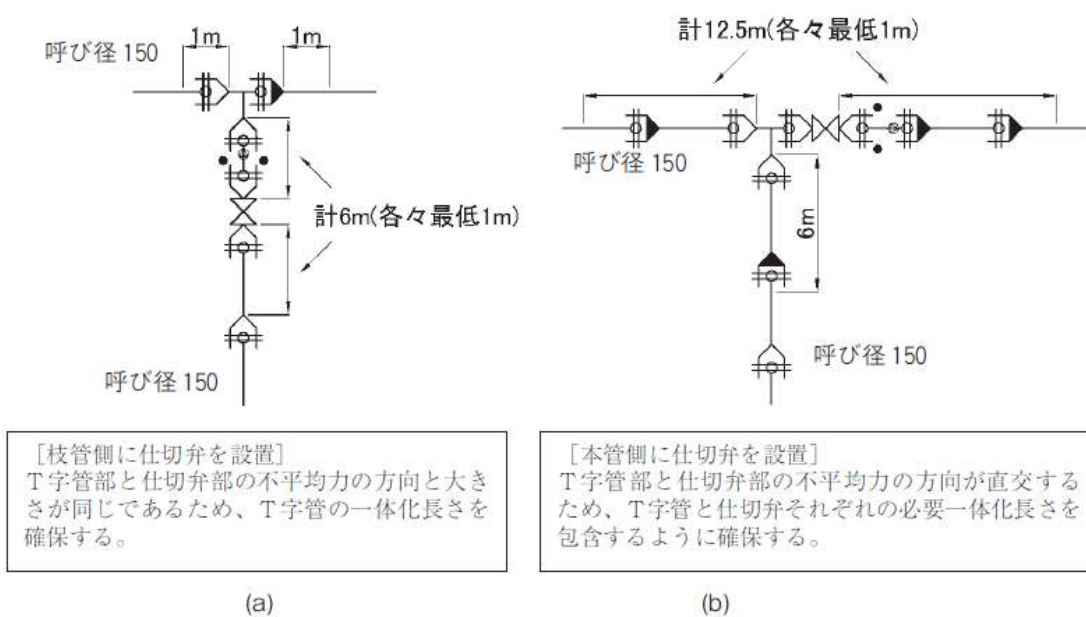 呼び径 150
1m
1m
計6m(各々最低1m)
呼び径 150
[枝管側に仕切弁を設置]
T字管部と仕切弁部の不平均力の方向と大き
さが同じであるため、T字管の一体化長さを
確保する。
(a)
計12.5m(各々最低1m)
呼び径 150
6m
呼び径 150
[本管側に仕切弁を設置]
T字管部と仕切弁部の不平均力の方向が直交する
ため、T字管と仕切弁それぞれの必要一体化長さを
包含するように確保する。
(b)